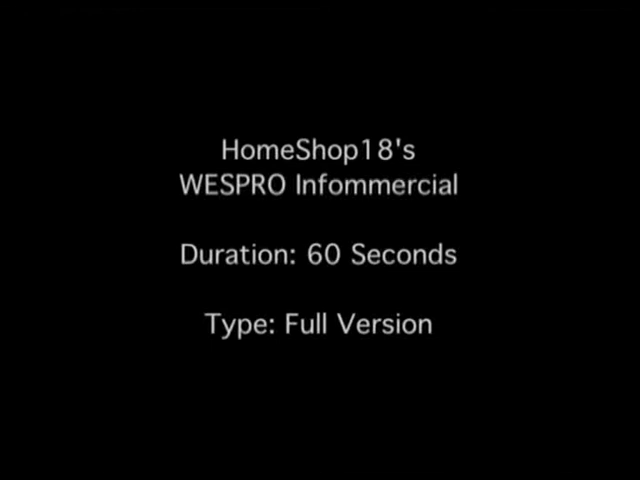 HomeShop18's
WESPRO Infommercial
Duration: 60 Seconds
Type: Full Version